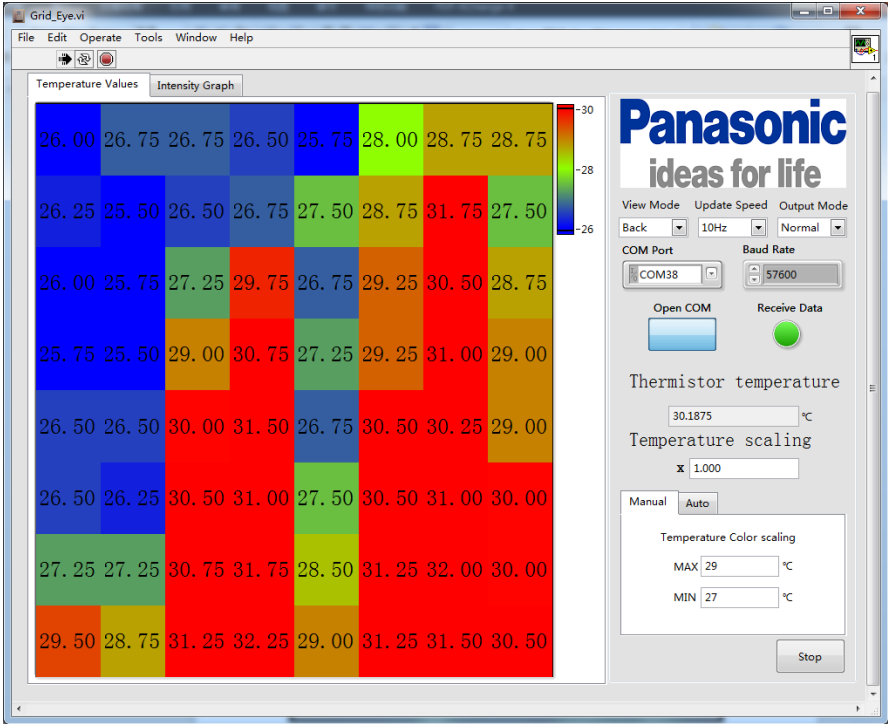 Grid_Eye.vi
File Edit Operate Tools Window Help
1
Temperature Values Intensity Graph
26.00 26.75 26.75 26.50 25.75 28.00 28.75 28.75
26.25 25.50 26.50 26.75 27.50 28.75 31.75 27.50
26.00 25.75 27.25 29.75 26.75 29.25 30.50 28.75
25.75 25.50 29.00 30.75 27.25 29.25 31.00 29.00
26.50 26.50 30.00 31.50 26.75 30.50 30.25 29.00
26.50 26.25 30.50 31.00 27.50 30.50 31.00 30.00
27.25 27.25 30.75 31.75 28.50 31.25 32.00 30.00
29.50 28.75 31.25 32.25 29.00 31.25 31.50 30.50
-30
-28
-26
Panasonic
ideas for life
View Mode Update Speed Output Mode
Back 10Hz Normal
COM Port Baud Rate
COM38 57600
Open COM Receive Data
Thermistor temperature
30.1875 ℃
Temperature scaling
x 1.000
Manual Auto
Temperature Color scaling
MAX 29 ℃
MIN 27 ℃
Stop